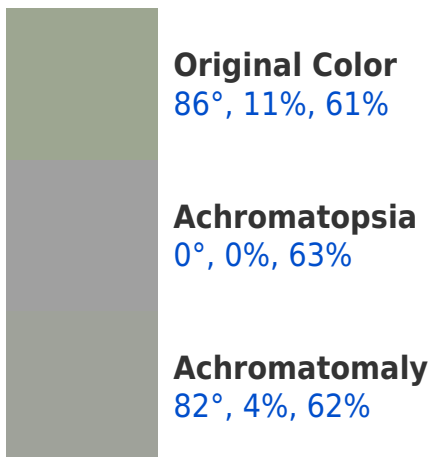 Original Color
86°, 11%, 61%
Achromatopsia
0°, 0%, 63%
Achromatomaly
82°, 4%, 62%